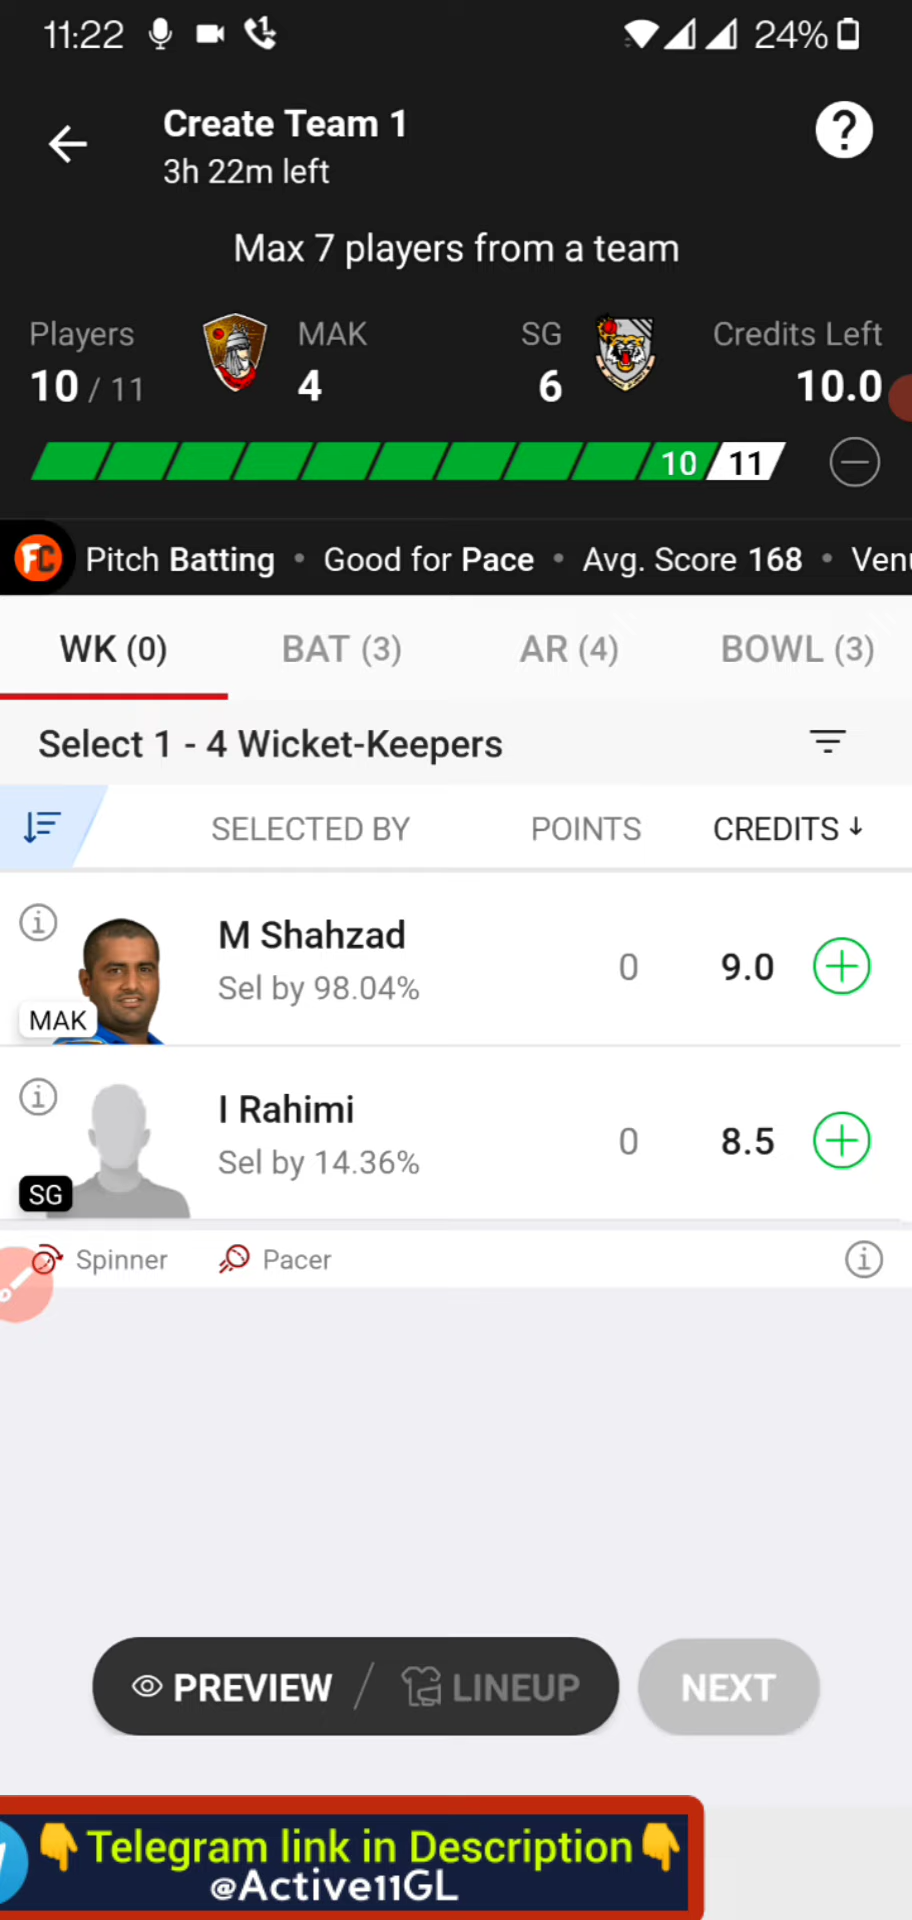 11:22 24%
Create Team 1
3h 22m left
Max 7 players from a team
Players MAK SG Credits Left
10 / 11 4 6 10.0
10 11
FC Pitch Batting • Good for Pace • Avg. Score 168 • Venu
WK (0) BAT (3) AR (4) BOWL (3)
Select 1 - 4 Wicket-Keepers
SELECTED BY POINTS CREDITS ↓
M Shahzad
Sel by 98.04% 0 9.0
MAK
I Rahimi
Sel by 14.36% 0 8.5
SG
Spinner Pacer
PREVIEW / LINEUP NEXT
👇Telegram link in Description👇
@Active11GL